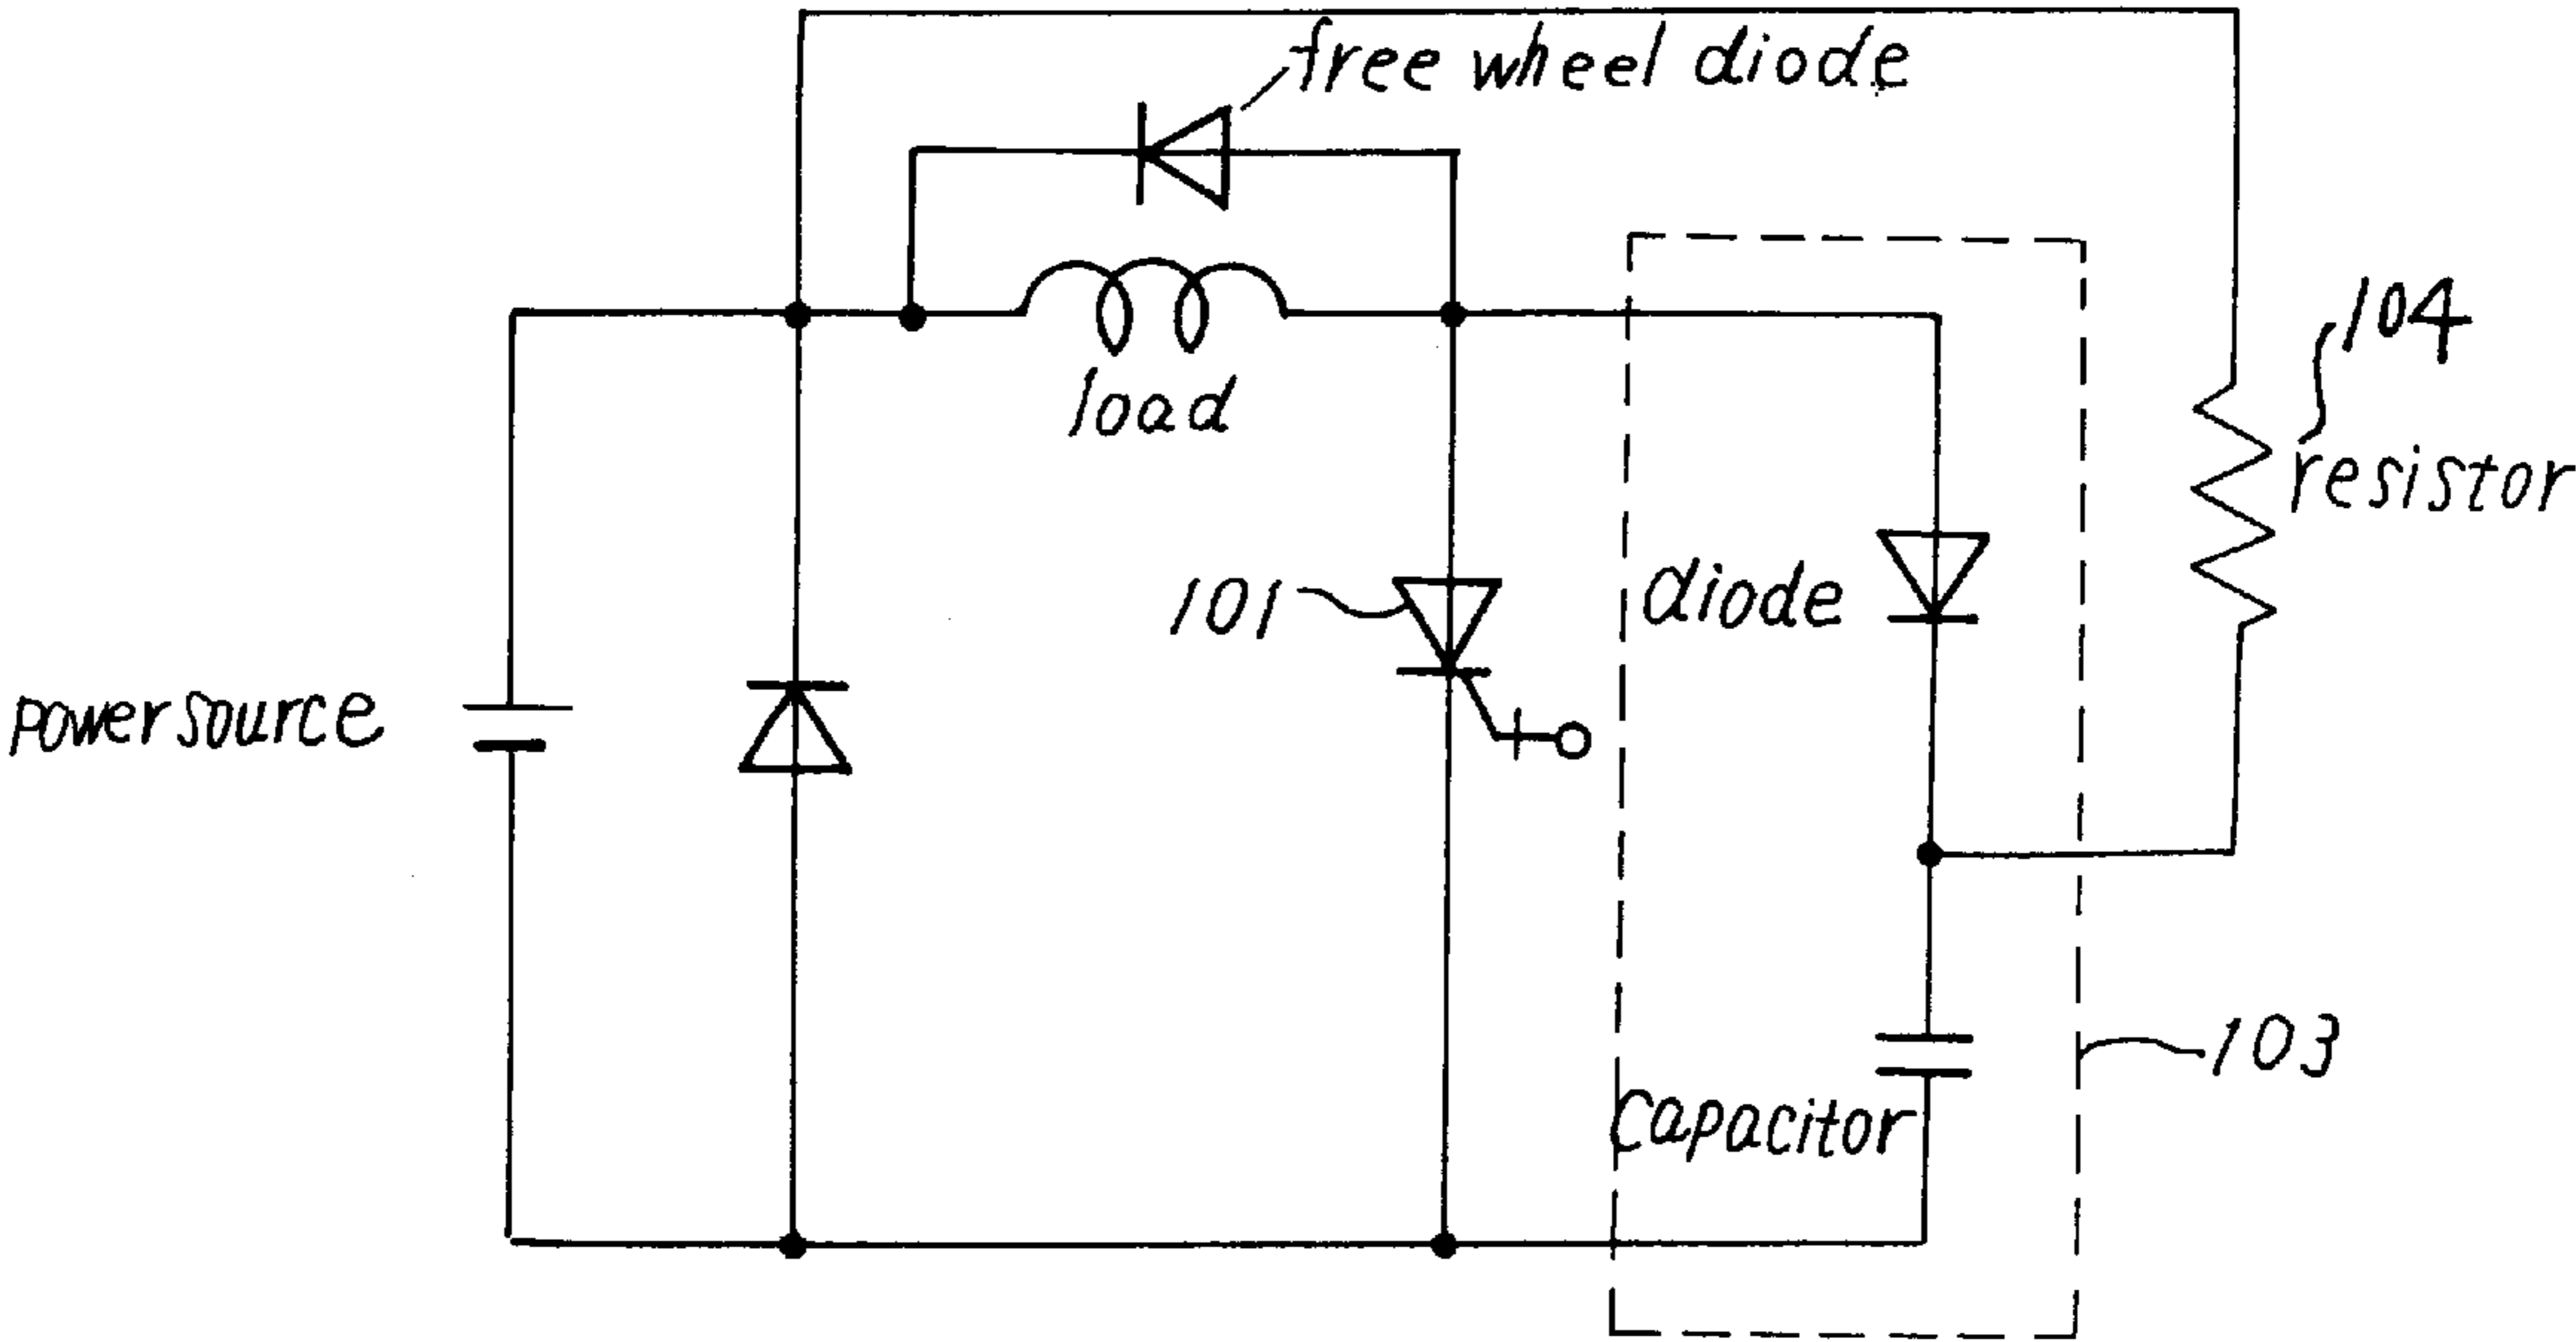 free wheel diode
load
104
resistor
101
diode
power source
103
capacitor